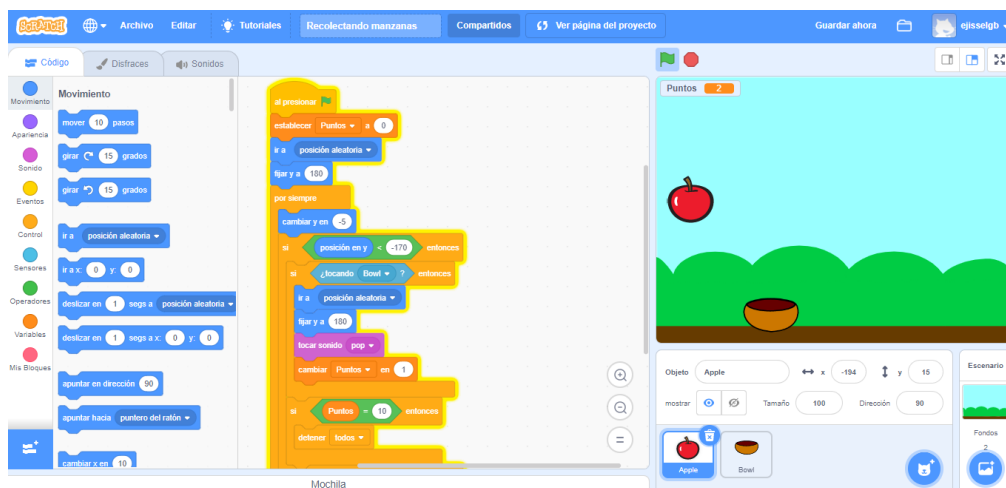 SCRATCH
Archivo
Editar
Tutoriales
Recolectando manzanas
Compartidos
Ver página del proyecto
Guardar ahora
ejisselgb
Código
Disfraces
Sonidos
Movimiento
Apariencia
Sonido
Eventos
Control
Sensores
Operadores
Variables
Mis Bloques
Movimiento
mover 10 pasos
girar 15 grados
girar 15 grados
ir a posición aleatoria
ir a x: 0 y: 0
deslizar en 1 segs a posición aleatoria
deslizar en 1 segs a x: 0 y: 0
apuntar en dirección 90
apuntar hacia puntero del ratón
cambiar x en 10
al presionar
establecer Puntos a 0
ir a posición aleatoria
fijar y a 180
por siempre
cambiar y en -5
si posición en y < -170 entonces
si ¿tocando Bowl ? entonces
ir a posición aleatoria
fijar y a 180
tocar sonido pop
cambiar Puntos en 1
si Puntos = 10 entonces
detener todos
Mochila
Puntos 2
Objeto Apple x -194 y 15
mostrar Tamaño 100 Dirección 90
Apple
Bowl
Escenario
Fondos
2